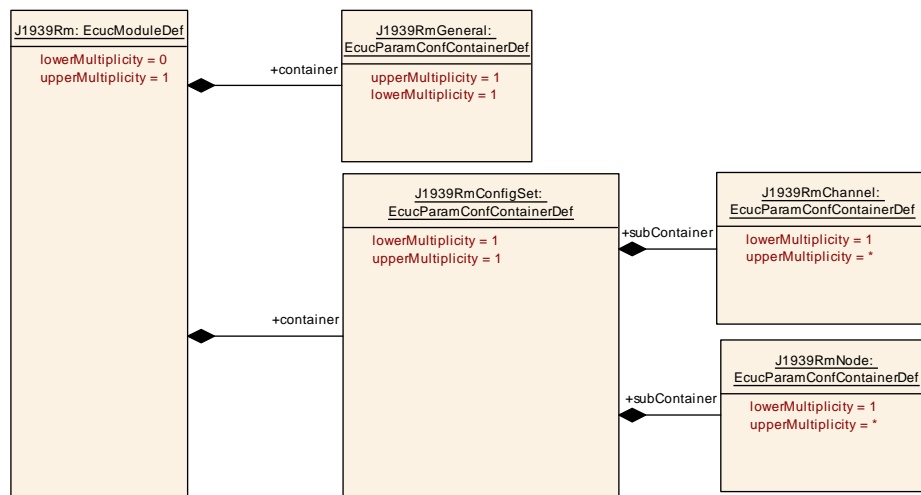 J1939Rm: EcucModuleDef
lowerMultiplicity = 0
upperMultiplicity = 1
+container
J1939RmGeneral:
EcucParamConfContainerDef
upperMultiplicity = 1
lowerMultiplicity = 1
+container
J1939RmConfigSet:
EcucParamConfContainerDef
lowerMultiplicity = 1
upperMultiplicity = 1
+subContainer
J1939RmChannel:
EcucParamConfContainerDef
lowerMultiplicity = 1
upperMultiplicity = *
+subContainer
J1939RmNode:
EcucParamConfContainerDef
lowerMultiplicity = 1
upperMultiplicity = *